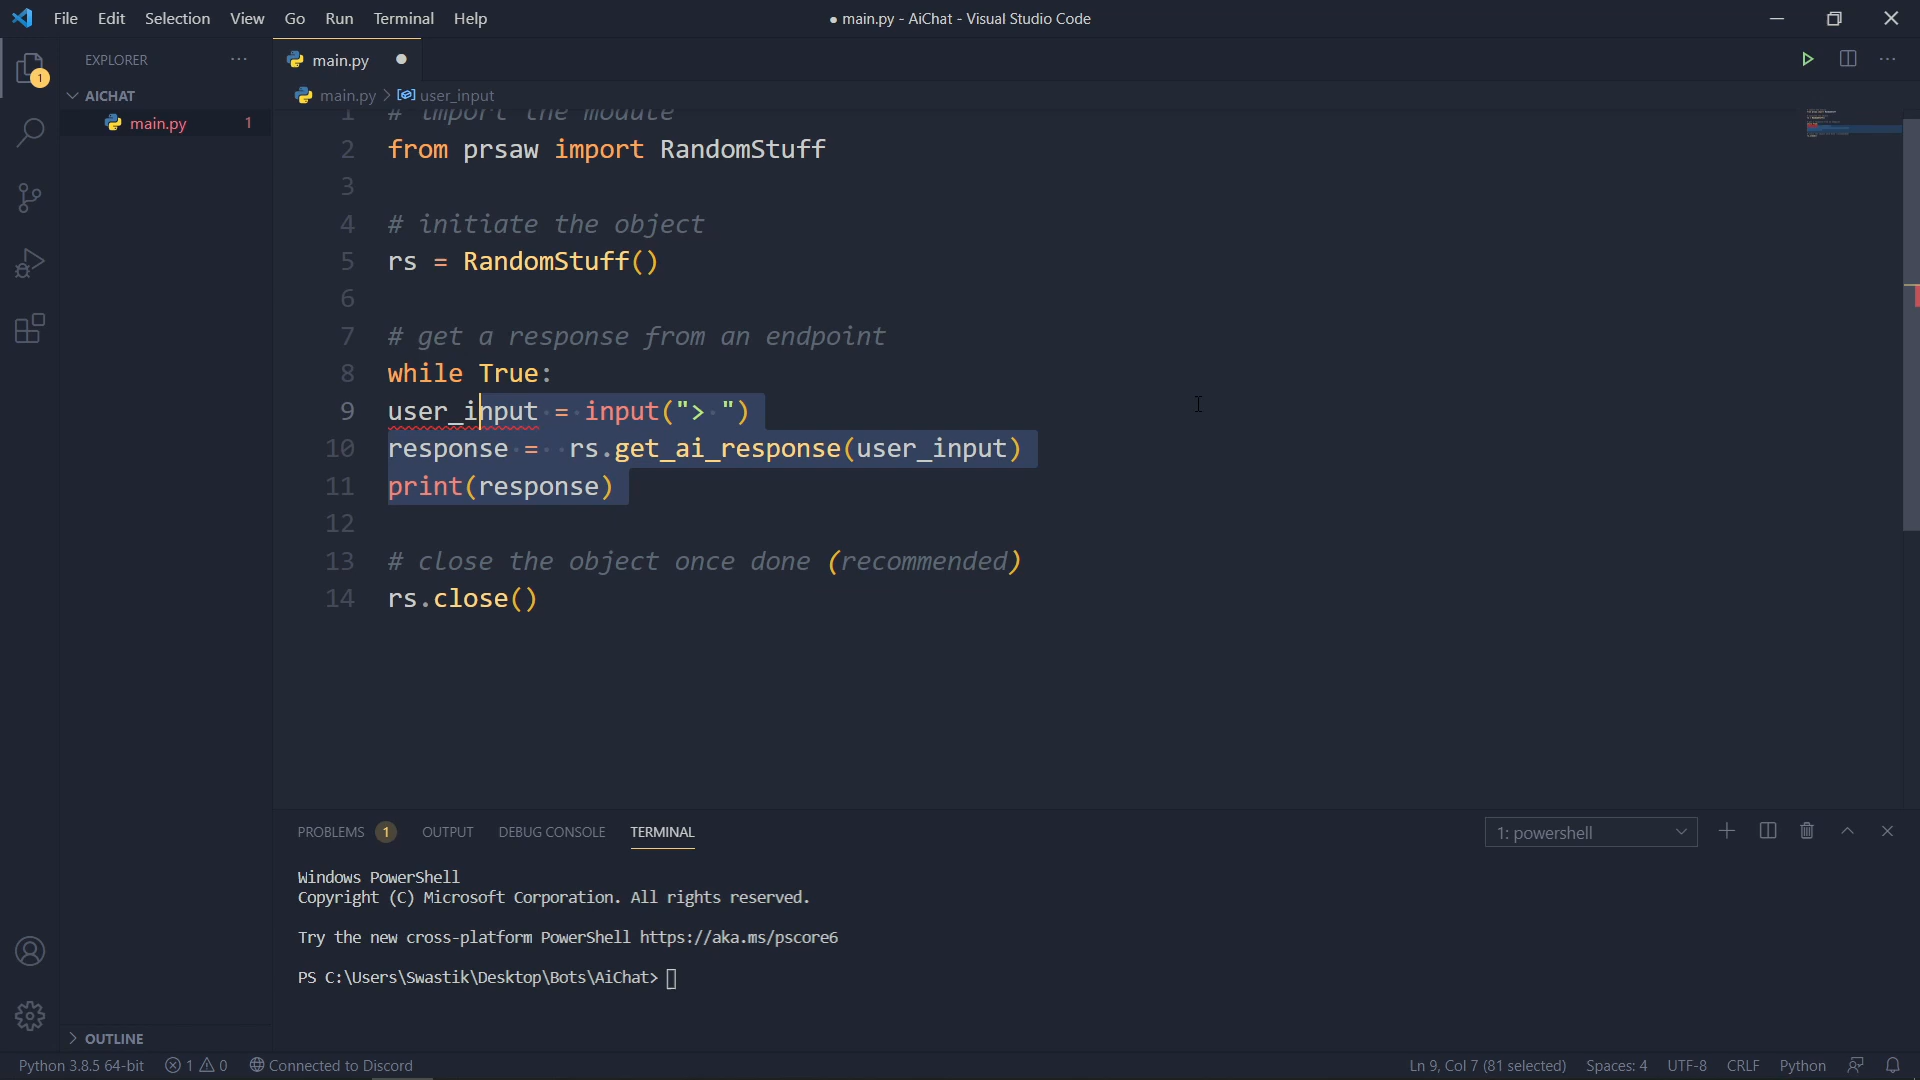 File Edit Selection View Go Run Terminal Help
● main.py - AiChat - Visual Studio Code
EXPLORER
main.py
1
AICHAT
main.py > user_input
main.py 1
1 # import the module
2 from prsaw import RandomStuff
3
4 # initiate the object
5 rs = RandomStuff()
6
7 # get a response from an endpoint
8 while True:
9 user_input = input("> ")
10 response =  rs.get_ai_response(user_input)
11 print(response)
12
13 # close the object once done (recommended)
14 rs.close()
PROBLEMS 1 OUTPUT DEBUG CONSOLE TERMINAL
1: powershell
Windows PowerShell
Copyright (C) Microsoft Corporation. All rights reserved.
Try the new cross-platform PowerShell https://aka.ms/pscore6
PS C:\Users\Swastik\Desktop\Bots\AiChat>
OUTLINE
Python 3.8.5 64-bit 1 0 Connected to Discord
Ln 9, Col 7 (81 selected) Spaces: 4 UTF-8 CRLF Python